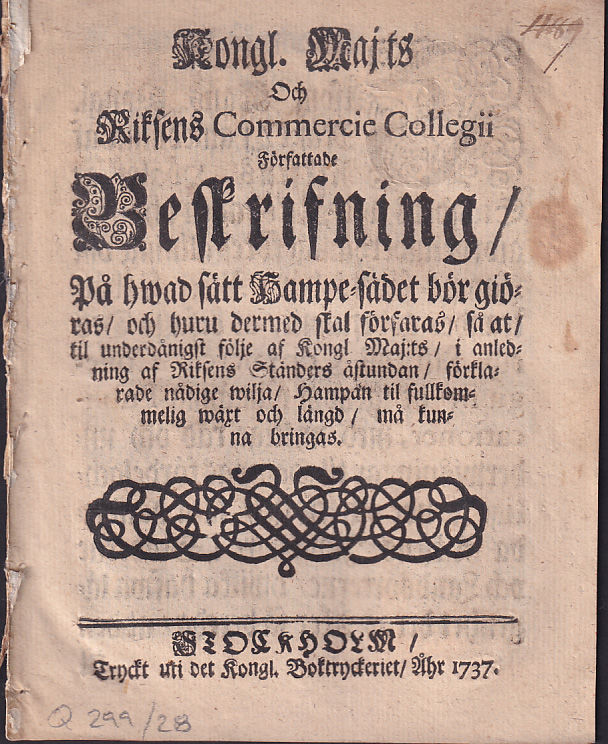 Kongl. Maj:ts
Och
Riksens Commercie Collegii
Författade
Beskrifning/
På hwad sätt Hampe-sädet bör giö-
ras/ och huru dermed skal förfaras/ så at/
til underdånigst följe af Kongl Maj:ts/ i anled-
ning af Riksens Ständers åstundan/ förkla-
rade nådige wilja/ Hampan til fullkom-
melig wäxt och längd/ må kun-
na bringas.
STOCKHOLM/
Tryckt uti det Kongl. Boktryckeriet/ Åhr 1737.
Q 299/28